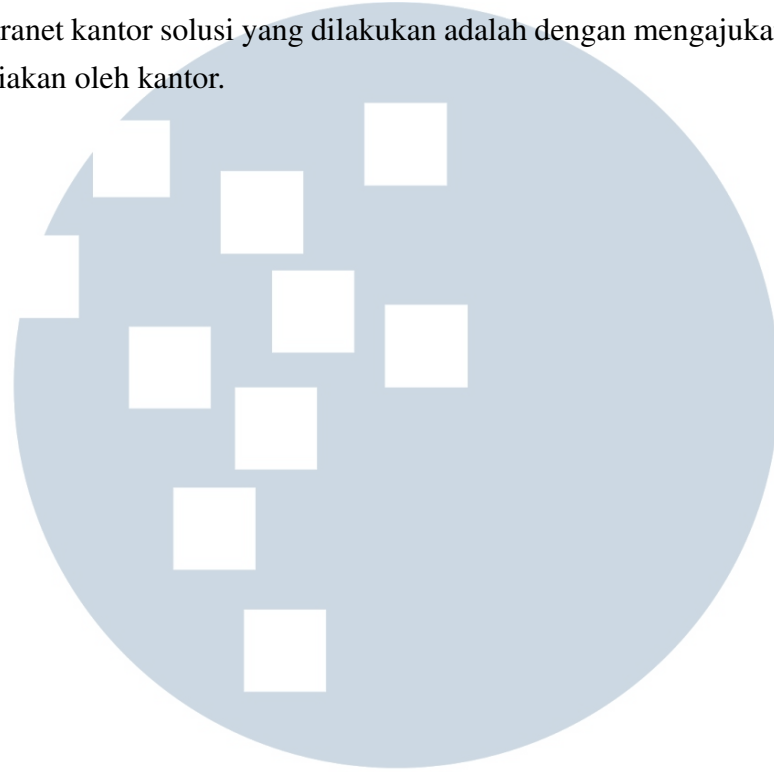 ranet kantor solusi yang dilakukan adalah dengan mengajuka
iakan oleh kantor.